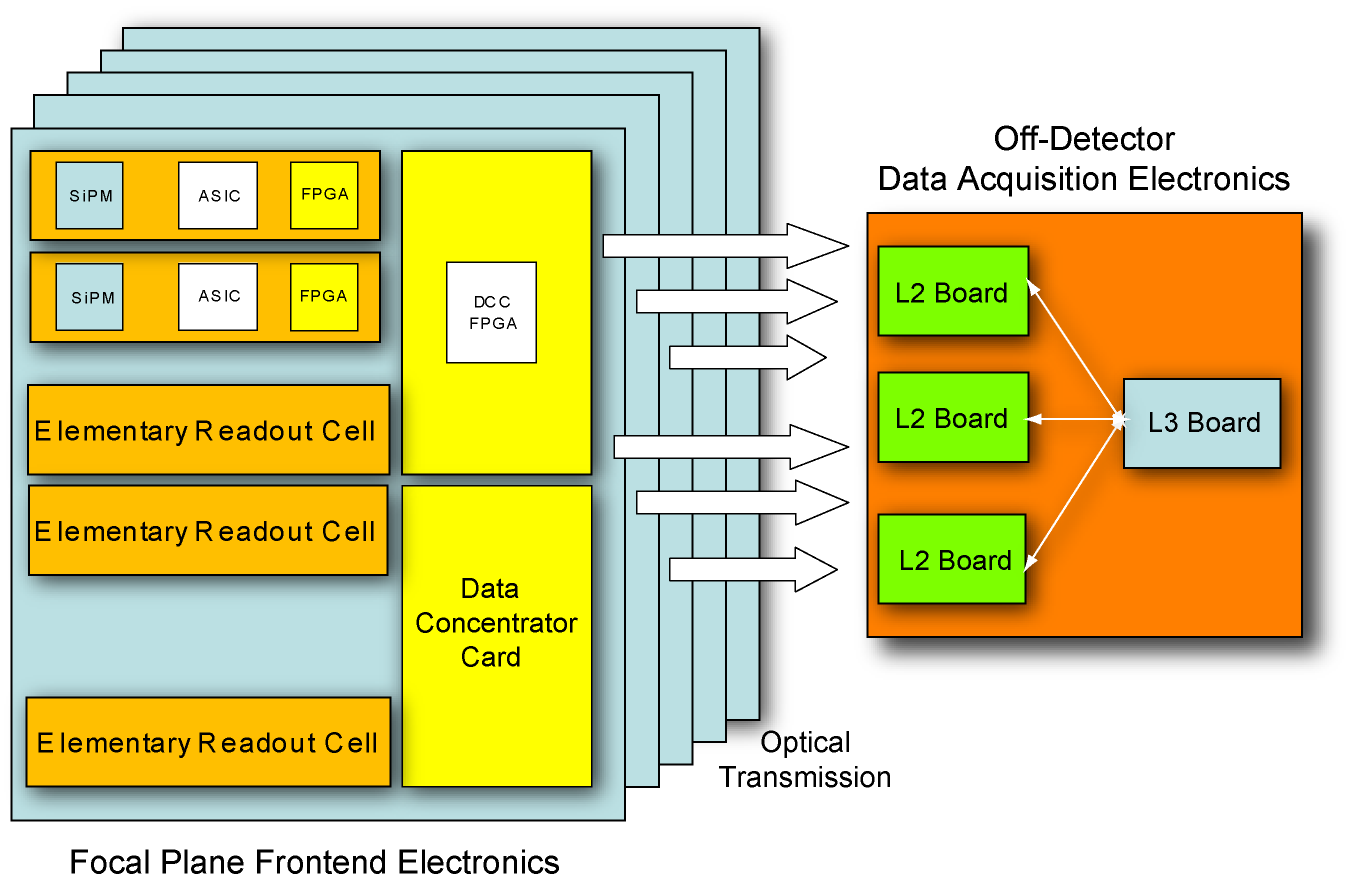 Off-Detector
Data Acquisition Electronics
SiPM
ASIC
FPGA
SiPM
ASIC
FPGA
DCC
FPGA
Elementary Readout Cell
Elementary Readout Cell
Data
Concentrator
Card
Elementary Readout Cell
L2 Board
L2 Board
L2 Board
L3 Board
Optical
Transmission
Focal Plane Frontend Electronics